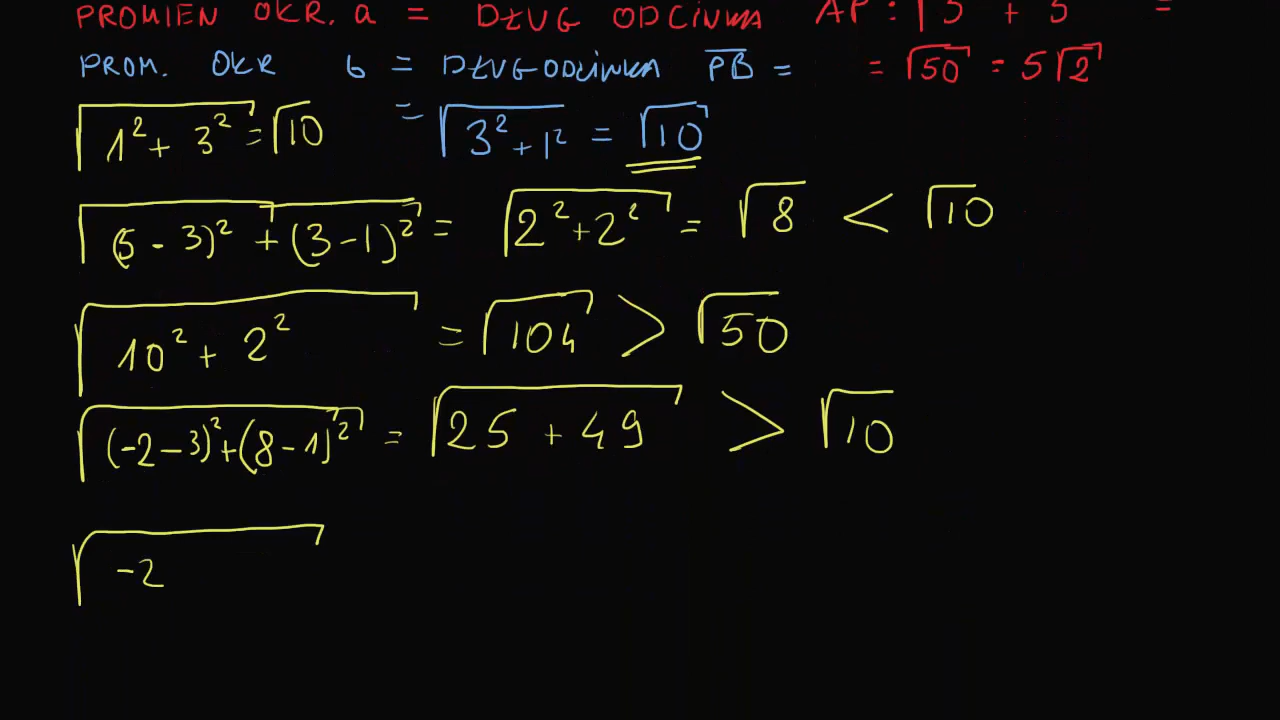 PROMIEŃ OKR. a = DŁUG ODCINKA AP : √5 + 5 =
PROM. OKR b = DŁUG ODCINKA PB = = √50 = 5√2
√(1² + 3²) = √10 = √(3² + 1²) = √10
√((5 - 3)² + (3 - 1)²) = √(2² + 2²) = √8 < √10
√(10² + 2²) = √104 > √50
√((-2 - 3)² + (8 - 1)²) = √(25 + 49) > √10
√(-2